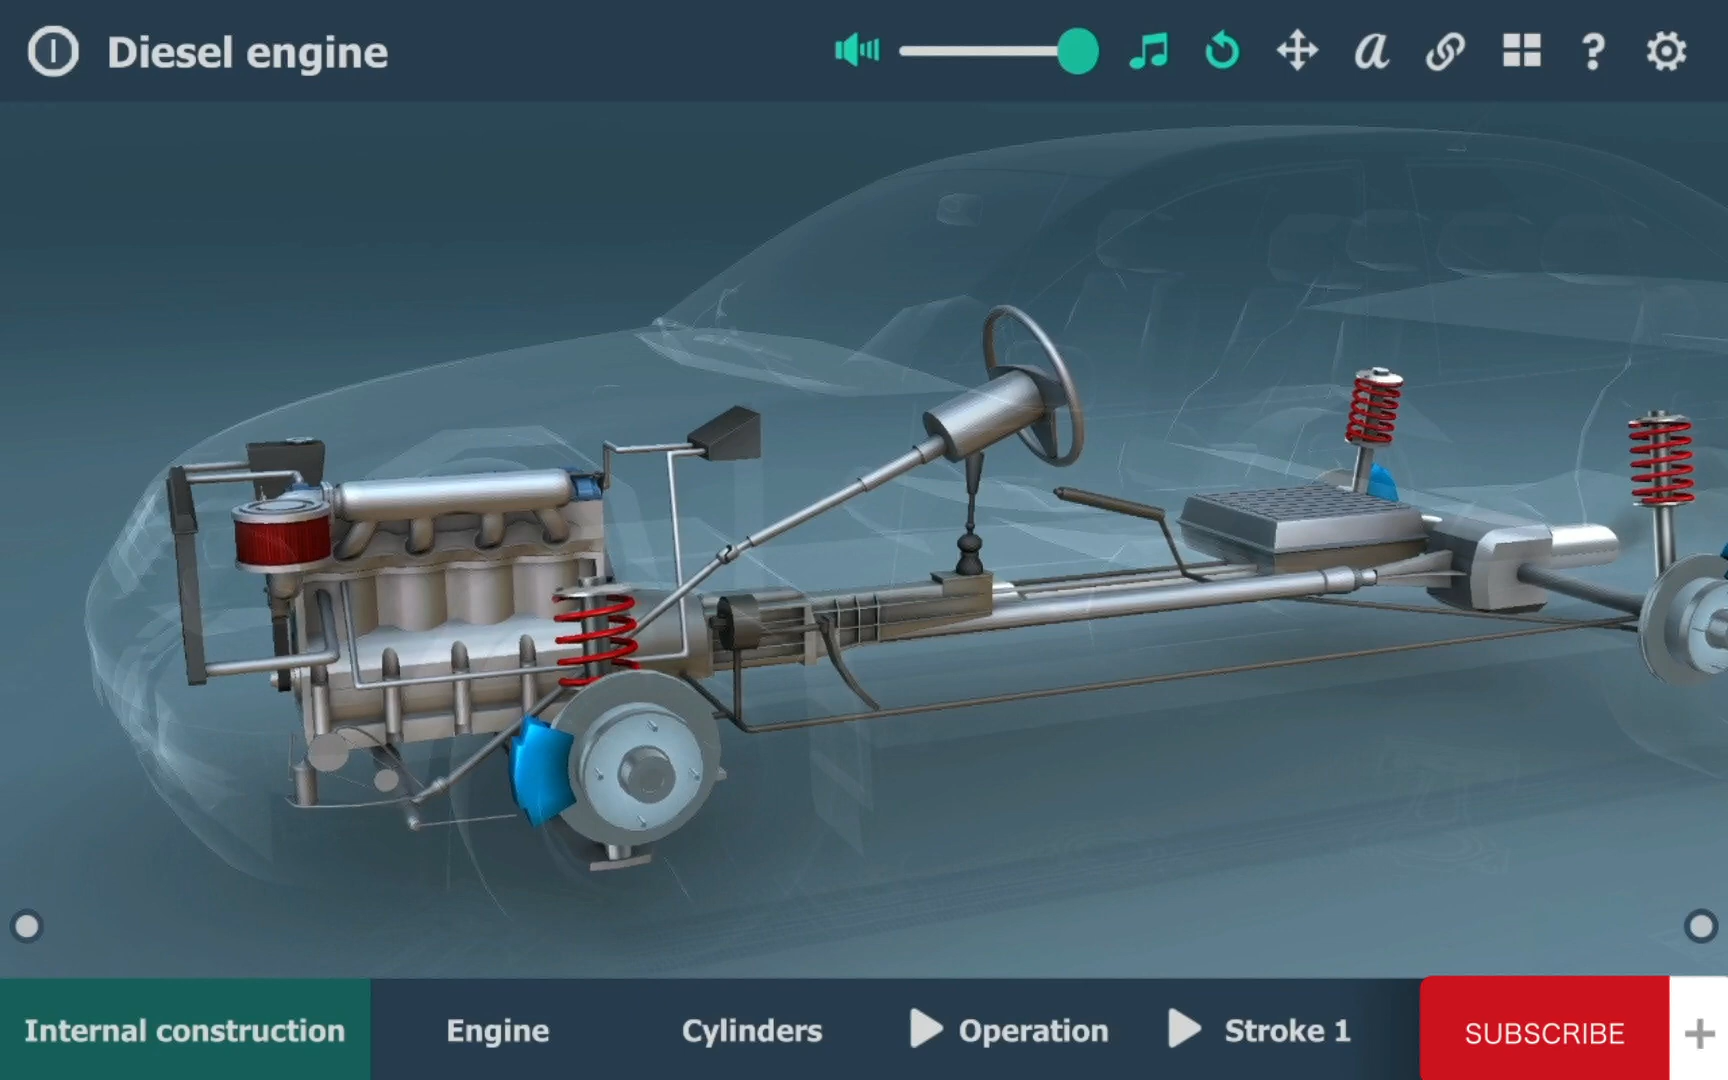 Diesel engine
a
?
Internal construction
Engine
Cylinders
Operation
Stroke 1
SUBSCRIBE
+